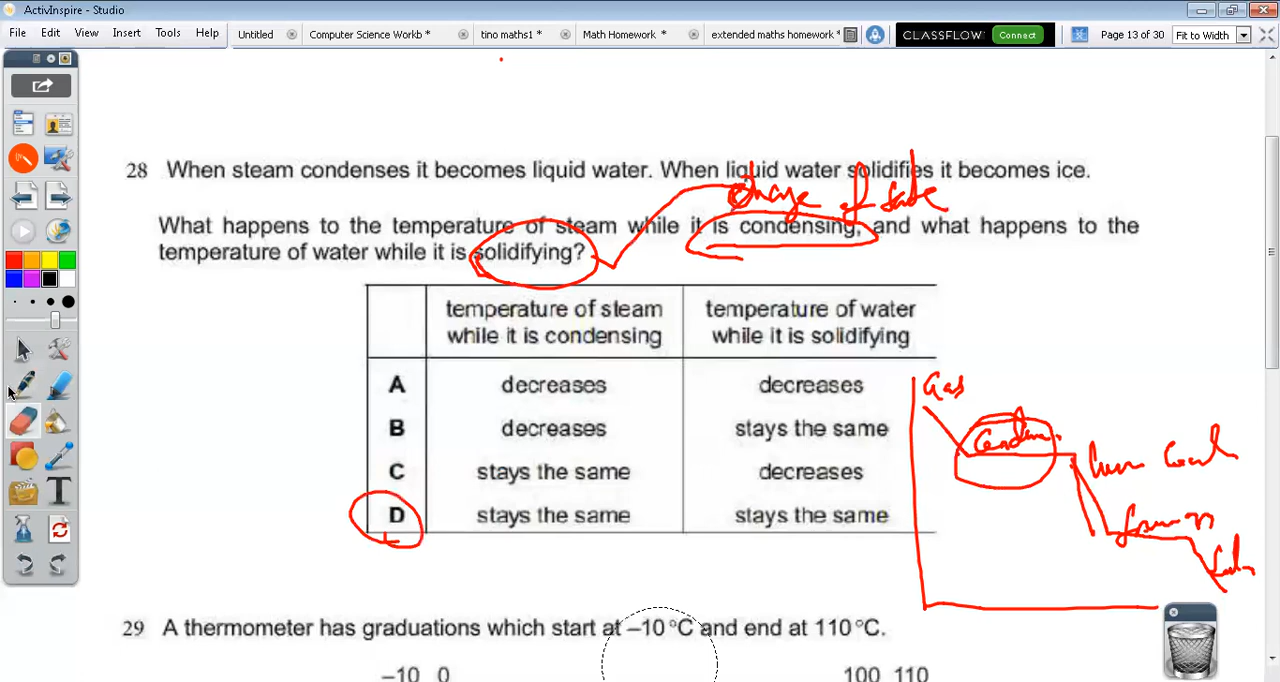 ActivInspire - Studio
File Edit View Insert Tools Help Untitled Computer Science Workb * tino maths1 * Math Homework * extended maths homework * CLASSFLOW Connect Page 13 of 30 Fit to Width
28 When steam condenses it becomes liquid water. When liquid water solidifies it becomes ice.
change of state
What happens to the temperature of steam while it is condensing, and what happens to the
temperature of water while it is solidifying?
temperature of steam while it is condensing temperature of water while it is solidifying
A decreases decreases
B decreases stays the same
C stays the same decreases
D stays the same stays the same
Gas
29 A thermometer has graduations which start at –10 °C and end at 110 °C.
–10 0 100 110